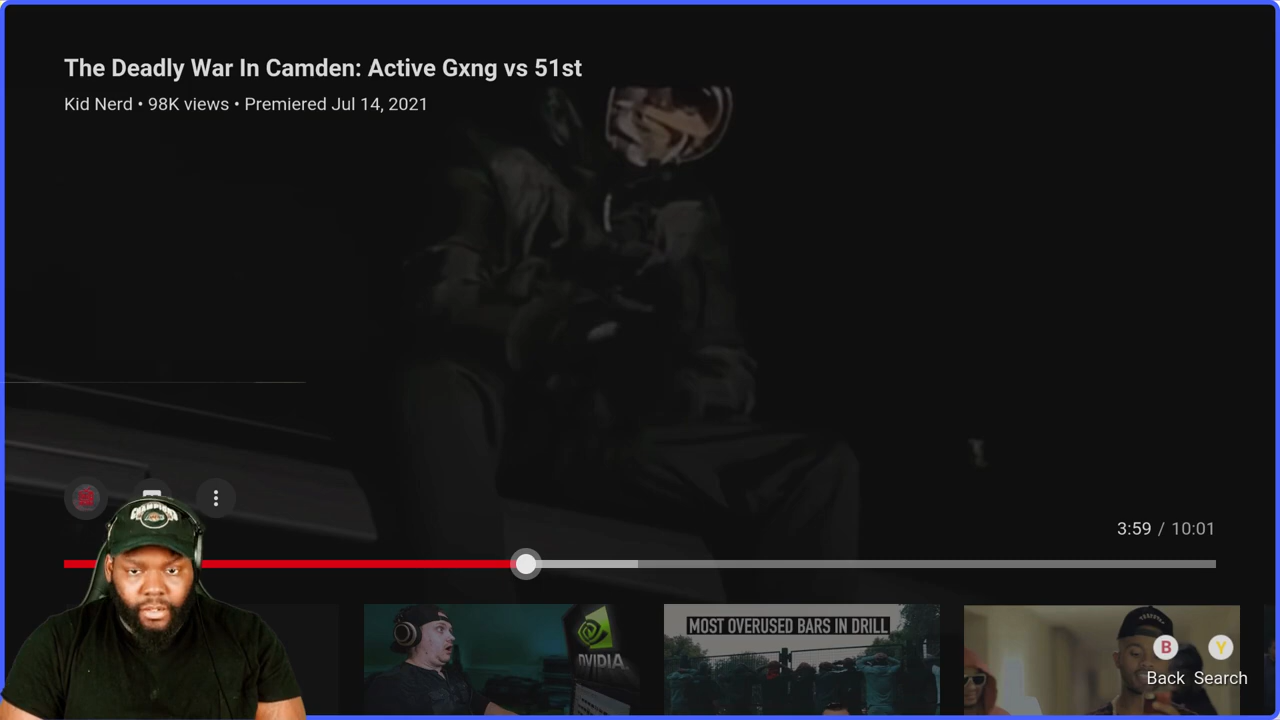 The Deadly War In Camden: Active Gxng vs 51st
Kid Nerd • 98K views • Premiered Jul 14, 2021
CHAMPIONS
3:59 / 10:01
NVIDIA
MOST OVERUSED BARS IN DRILL
B Y
Back Search